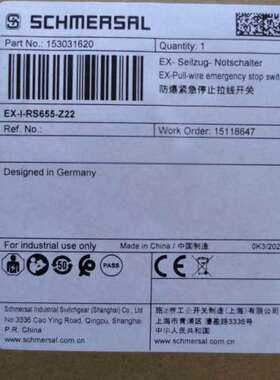 SCHMERSAL
Part No.: 153031620
Quantity: 1
EX- Seilzug- Notschalter
EX-Pull-wire emergency stop swit
防爆紧急停止拉线开关
EX-I-RS655-Z22
Ref. No.:
Work Order: 15118647
Designed in Germany
For industrial use only
Made in China / 中国制造
0K3/202
50
PASS
Schmersal Industrial Switchgear (Shanghai) Co., Ltd
No 3336 Cao Ying Road, Qingpu, Shanghai
P.R. China
www.schmersal.com.cn
工业开关制造（上海）有限公司
上海市青浦区漕盈路3336号
中华人民共和国
www.schmersal.com.cn